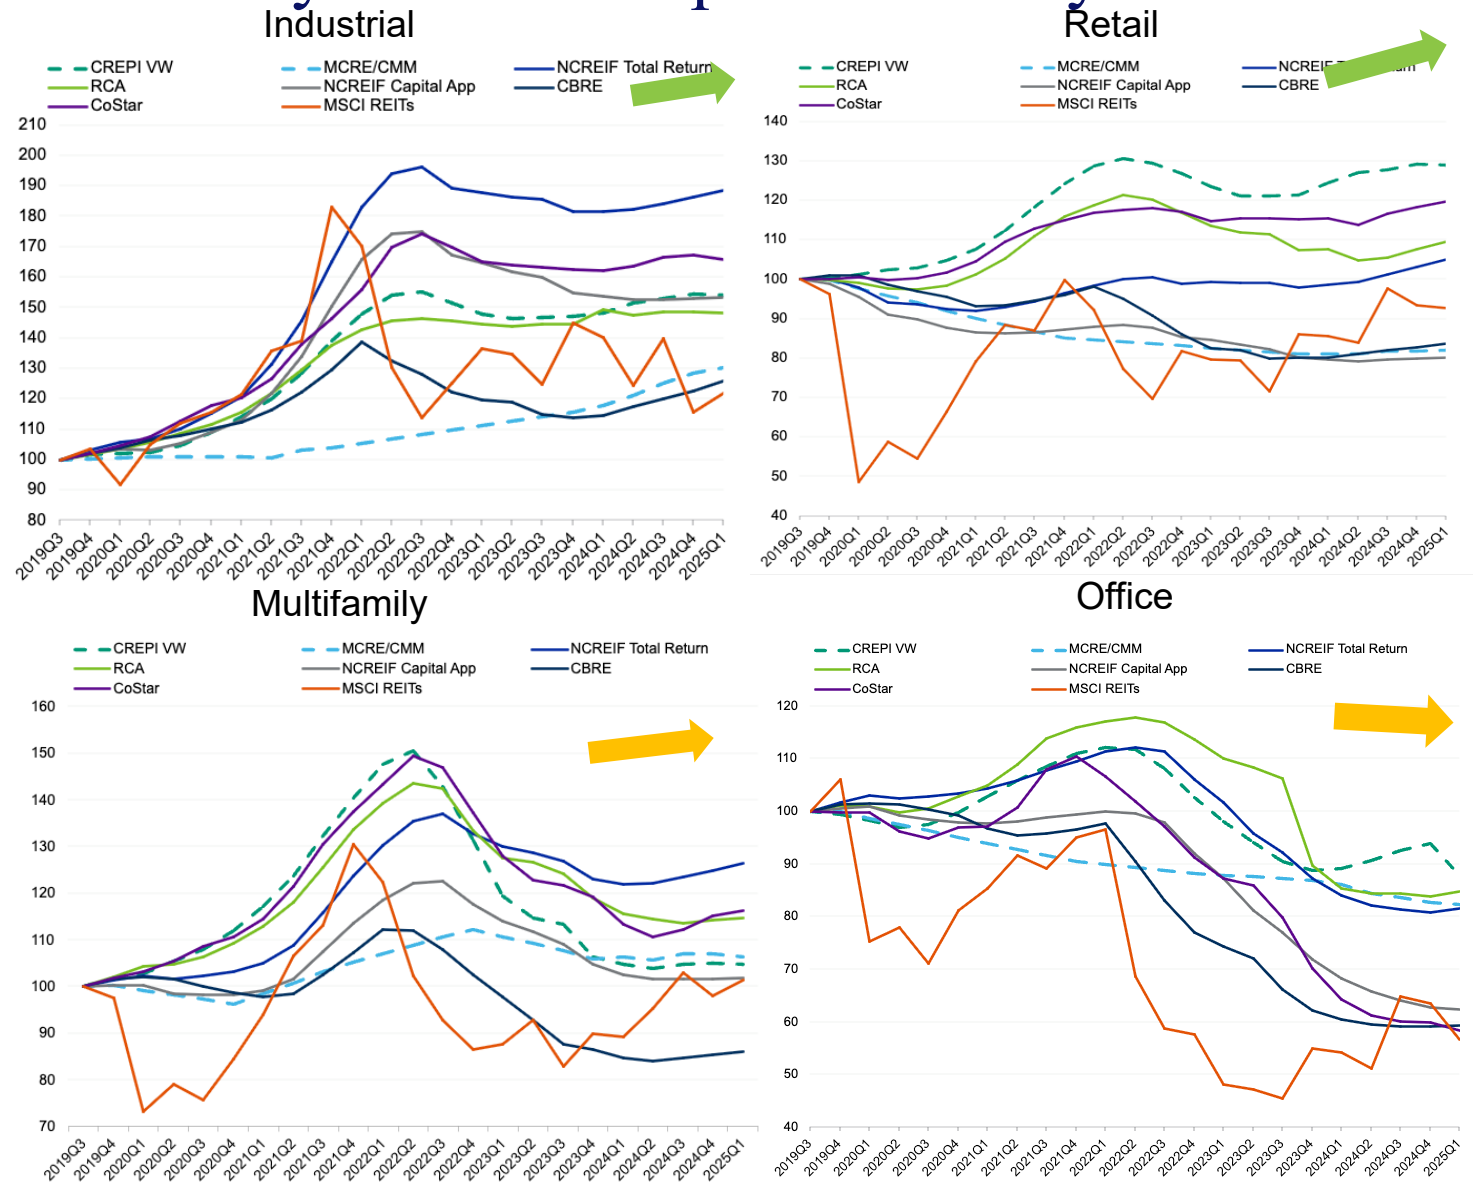 Industrial
CREPI VW MCRE/CMM NCREIF Total Return
RCA NCREIF Capital App CBRE
CoStar MSCI REITs
210
200
190
180
170
160
150
140
130
120
110
100
90
80
2019Q3 2019Q4 2020Q1 2020Q2 2020Q3 2020Q4 2021Q1 2021Q2 2021Q3 2021Q4 2022Q1 2022Q2 2022Q3 2022Q4 2023Q1 2023Q2 2023Q3 2023Q4 2024Q1 2024Q2 2024Q3 2024Q4 2025Q1
Retail
CREPI VW MCRE/CMM
RCA NCREIF Capital App CBRE
CoStar MSCI REITs
140
130
120
110
100
90
80
70
60
50
40
2019Q3 2019Q4 2020Q1 2020Q2 2020Q3 2020Q4 2021Q1 2021Q2 2021Q3 2021Q4 2022Q1 2022Q2 2022Q3 2022Q4 2023Q1 2023Q2 2023Q3 2023Q4 2024Q1 2024Q2 2024Q3 2024Q4 2025Q1
Multifamily
CREPI VW MCRE/CMM NCREIF Total Return
RCA NCREIF Capital App CBRE
CoStar MSCI REITs
160
150
140
130
120
110
100
90
80
70
2019Q3 2019Q4 2020Q1 2020Q2 2020Q3 2020Q4 2021Q1 2021Q2 2021Q3 2021Q4 2022Q1 2022Q2 2022Q3 2022Q4 2023Q1 2023Q2 2023Q3 2023Q4 2024Q1 2024Q2 2024Q3 2024Q4 2025Q1
Office
CREPI VW MCRE/CMM NCREIF Total Return
RCA NCREIF Capital App CBRE
CoStar MSCI REITs
120
110
100
90
80
70
60
50
40
2019Q3 2019Q4 2020Q1 2020Q2 2020Q3 2020Q4 2021Q1 2021Q2 2021Q3 2021Q4 2022Q1 2022Q2 2022Q3 2022Q4 2023Q1 2023Q2 2023Q3 2023Q4 2024Q1 2024Q2 2024Q3 2024Q4 2025Q1